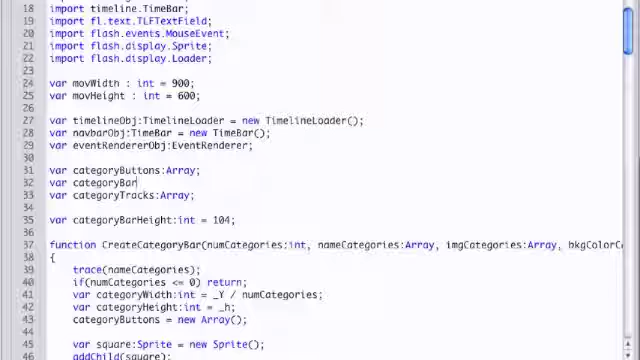 18 import timeline.TimeBar;
19 import fl.text.TLFTextField;
20 import flash.events.MouseEvent;
21 import flash.display.Sprite;
22 import flash.display.Loader;
23
24 var movWidth : int = 900;
25 var movHeight : int = 600;
26
27 var timelineObj:TimelineLoader = new TimelineLoader();
28 var navbarObj:TimeBar = new TimeBar();
29 var eventRendererObj:EventRenderer;
30
31 var categoryButtons:Array;
32 var categoryBar
33 var categoryTracks:Array;
34
35 var categoryBarHeight:int = 104;
36
37 function CreateCategoryBar(numCategories:int, nameCategories:Array, imgCategories:Array, bkgColorC
38 {
39 trace(nameCategories);
40 if(numCategories <= 0) return;
41 var categoryWidth:int = _Y / numCategories;
42 var categoryHeight:int = _h;
43 categoryButtons = new Array();
44
45 var square:Sprite = new Sprite();
46 addChild(square);